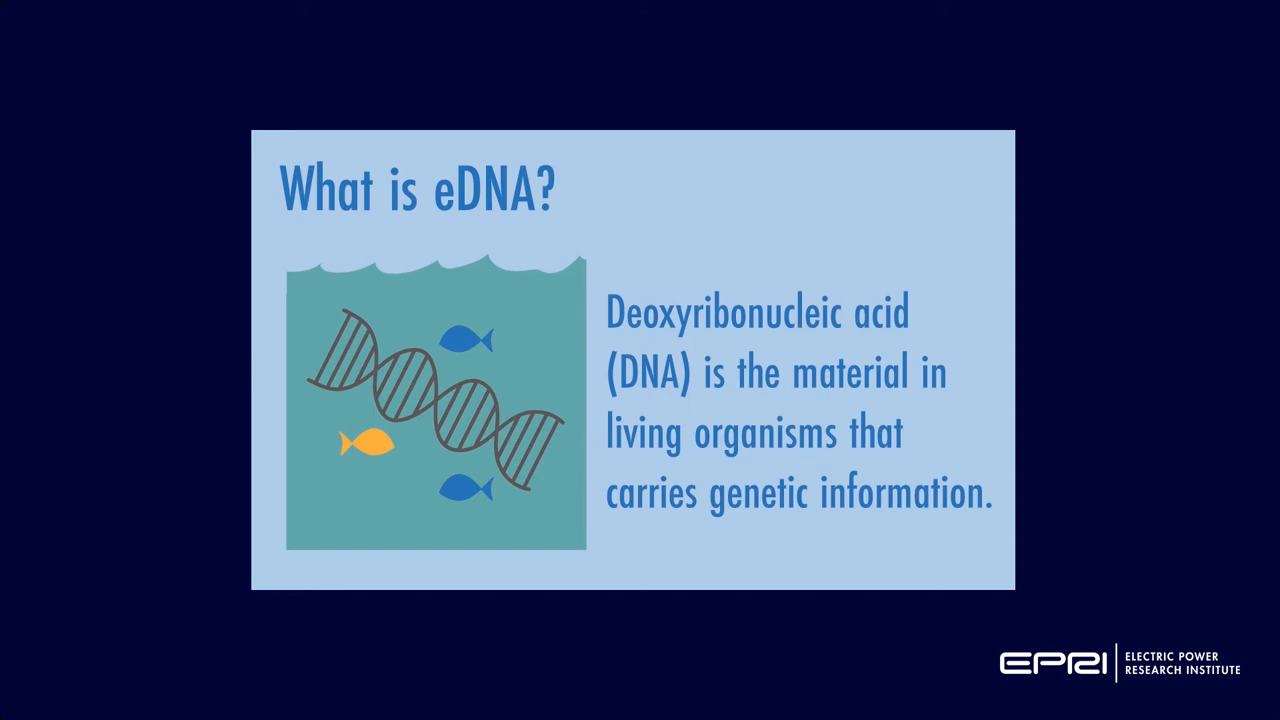 What is eDNA?
Deoxyribonucleic acid
(DNA) is the material in
living organisms that
carries genetic information.
EPRI
ELECTRIC POWER
RESEARCH INSTITUTE